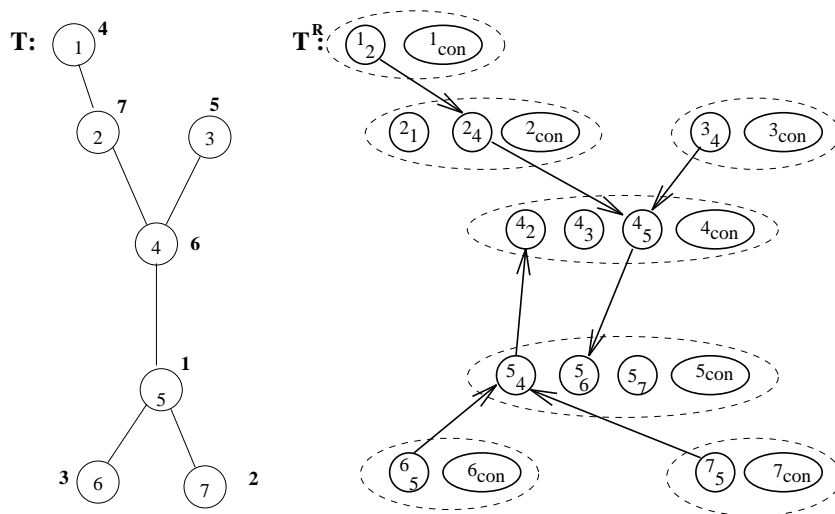 T: 4 T^R:
1 1_2 1_con
7 5
2 3 2_1 2_4 2_con 3_4 3_con
4 6 4_2 4_3 4_5 4_con
1
5 5_4 5_6 5_7 5_con
3 6 7 2 6_5 6_con 7_5 7_con